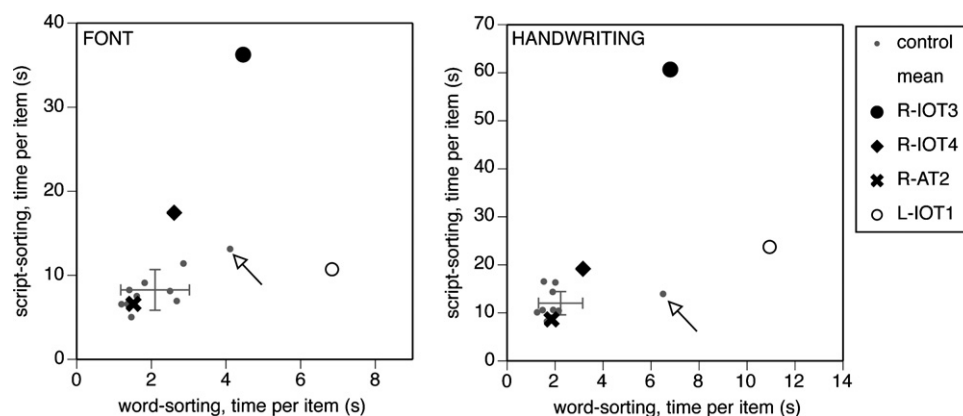 FONT
40
30
20
10
0
0 2 4 6 8
script-sorting, time per item (s)
word-sorting, time per item (s)
HANDWRITING
70
60
50
40
30
20
10
0
0 2 4 6 8 10 12 14
script-sorting, time per item (s)
word-sorting, time per item (s)
control
mean
R-IOT3
R-IOT4
R-AT2
L-IOT1